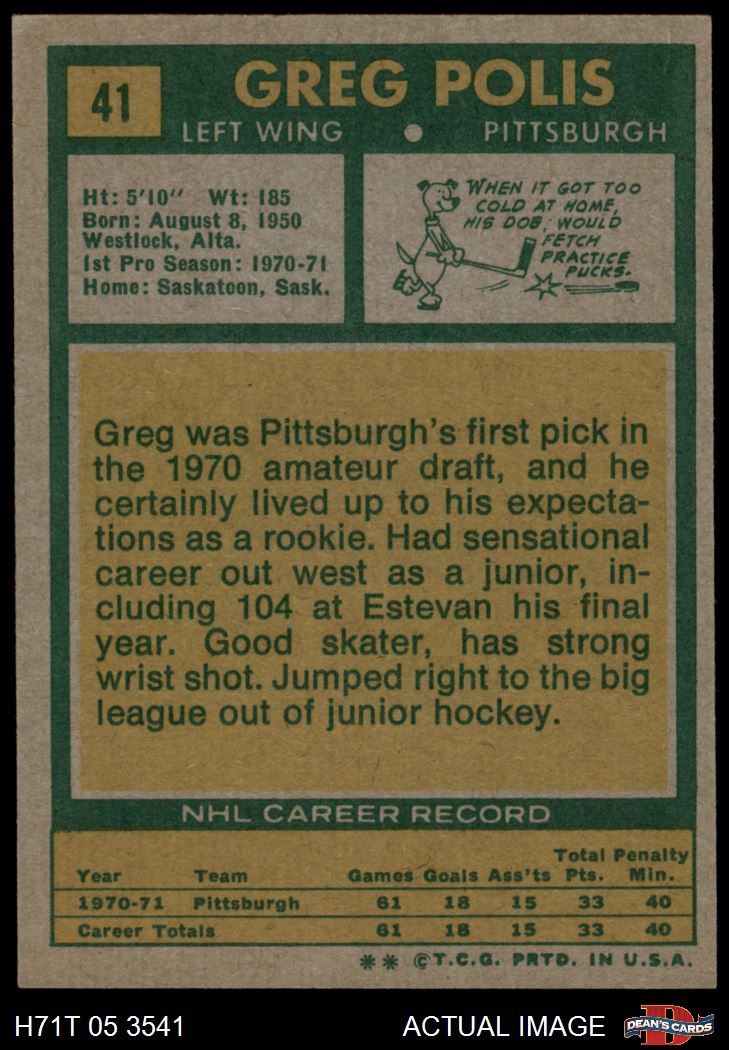 41
GREG POLIS
LEFT WING • PITTSBURGH
Ht: 5'10" Wt: 185
Born: August 8, 1950
Westlock, Alta.
1st Pro Season: 1970-71
Home: Saskatoon, Sask.
WHEN IT GOT TOO
COLD AT HOME,
HIS DOG, WOULD
FETCH
PRACTICE
PUCKS.
Greg was Pittsburgh's first pick in
the 1970 amateur draft, and he
certainly lived up to his expecta-
tions as a rookie. Had sensational
career out west as a junior, in-
cluding 104 at Estevan his final
year. Good skater, has strong
wrist shot. Jumped right to the big
league out of junior hockey.
NHL CAREER RECORD
Total Penalty
Year Team Games Goals Ass'ts Pts. Min.
1970-71 Pittsburgh 61 18 15 33 40
Career Totals 61 18 15 33 40
** ©T.C.G. PRTD. IN U.S.A.
H71T 05 3541 ACTUAL IMAGE D DEAN'S CARDS